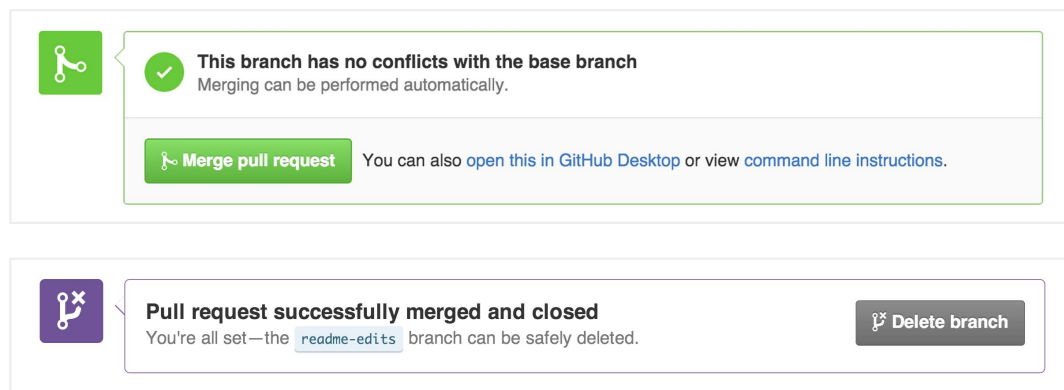 This branch has no conflicts with the base branch
Merging can be performed automatically.
Merge pull request You can also open this in GitHub Desktop or view command line instructions.
Pull request successfully merged and closed
You're all set—the readme-edits branch can be safely deleted.
Delete branch